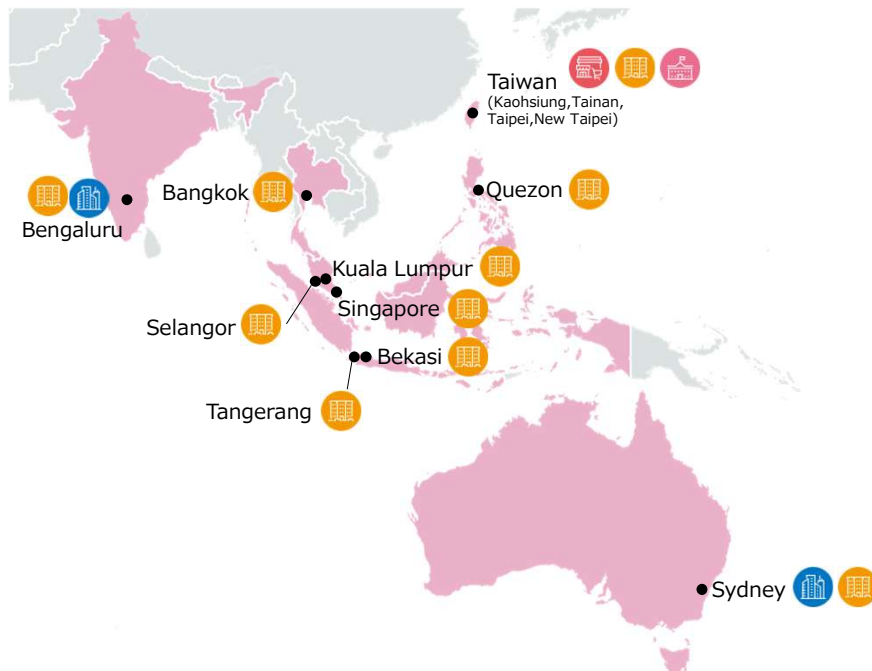 Taiwan
(Kaohsiung,Tainan,
Taipei,New Taipei)
Bangkok
Quezon
Bengaluru
Kuala Lumpur
Singapore
Selangor
Bekasi
Tangerang
Sydney